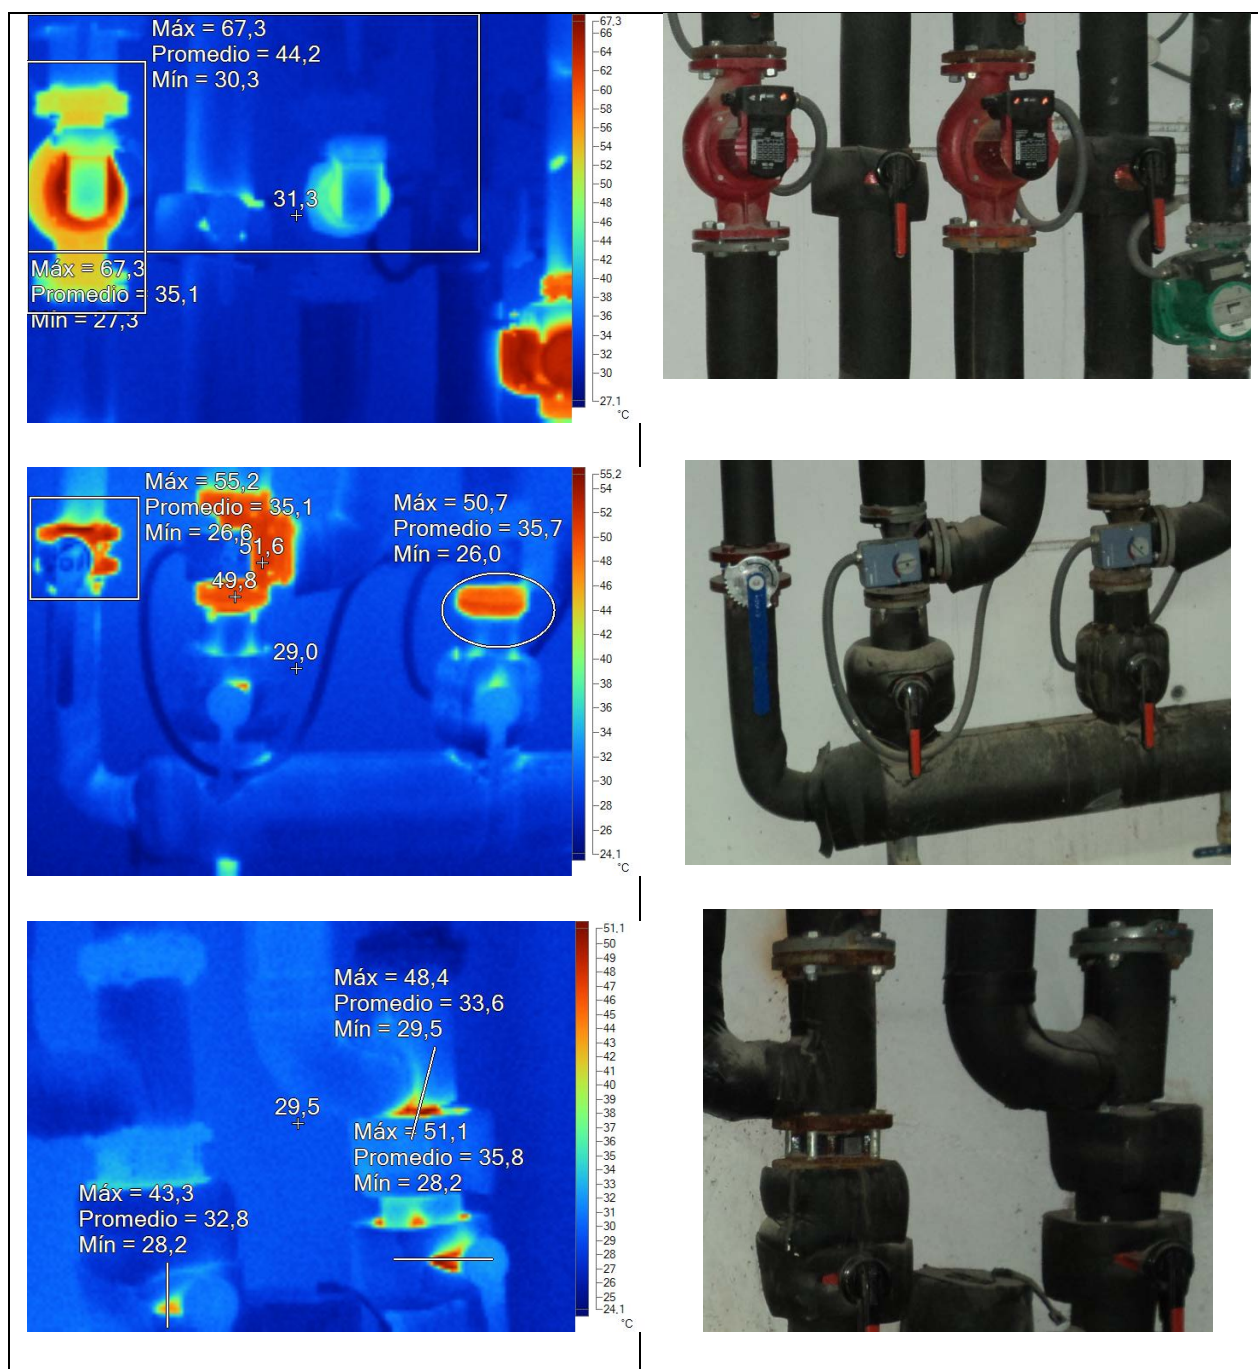 Máx = 67,3
Promedio = 44,2
Mín = 30,3
31,3
Máx = 67,3
Promedio = 35,1
Mín = 27,3
67,3
66
64
62
60
58
56
54
52
50
48
46
44
42
40
38
36
34
32
30
27,1
°C
Máx = 55,2
Promedio = 35,1
Mín = 26,6
51,6
49,8
29,0
Máx = 50,7
Promedio = 35,7
Mín = 26,0
55,2
54
52
50
48
46
44
42
40
38
36
34
32
30
28
26
24,1
°C
Máx = 48,4
Promedio = 33,6
Mín = 29,5
29,5
Máx = 51,1
Promedio = 35,8
Mín = 28,2
Máx = 43,3
Promedio = 32,8
Mín = 28,2
51,1
50
49
48
47
46
45
44
43
42
41
40
39
38
37
36
35
34
33
32
31
30
29
28
27
26
25
24,1
°C